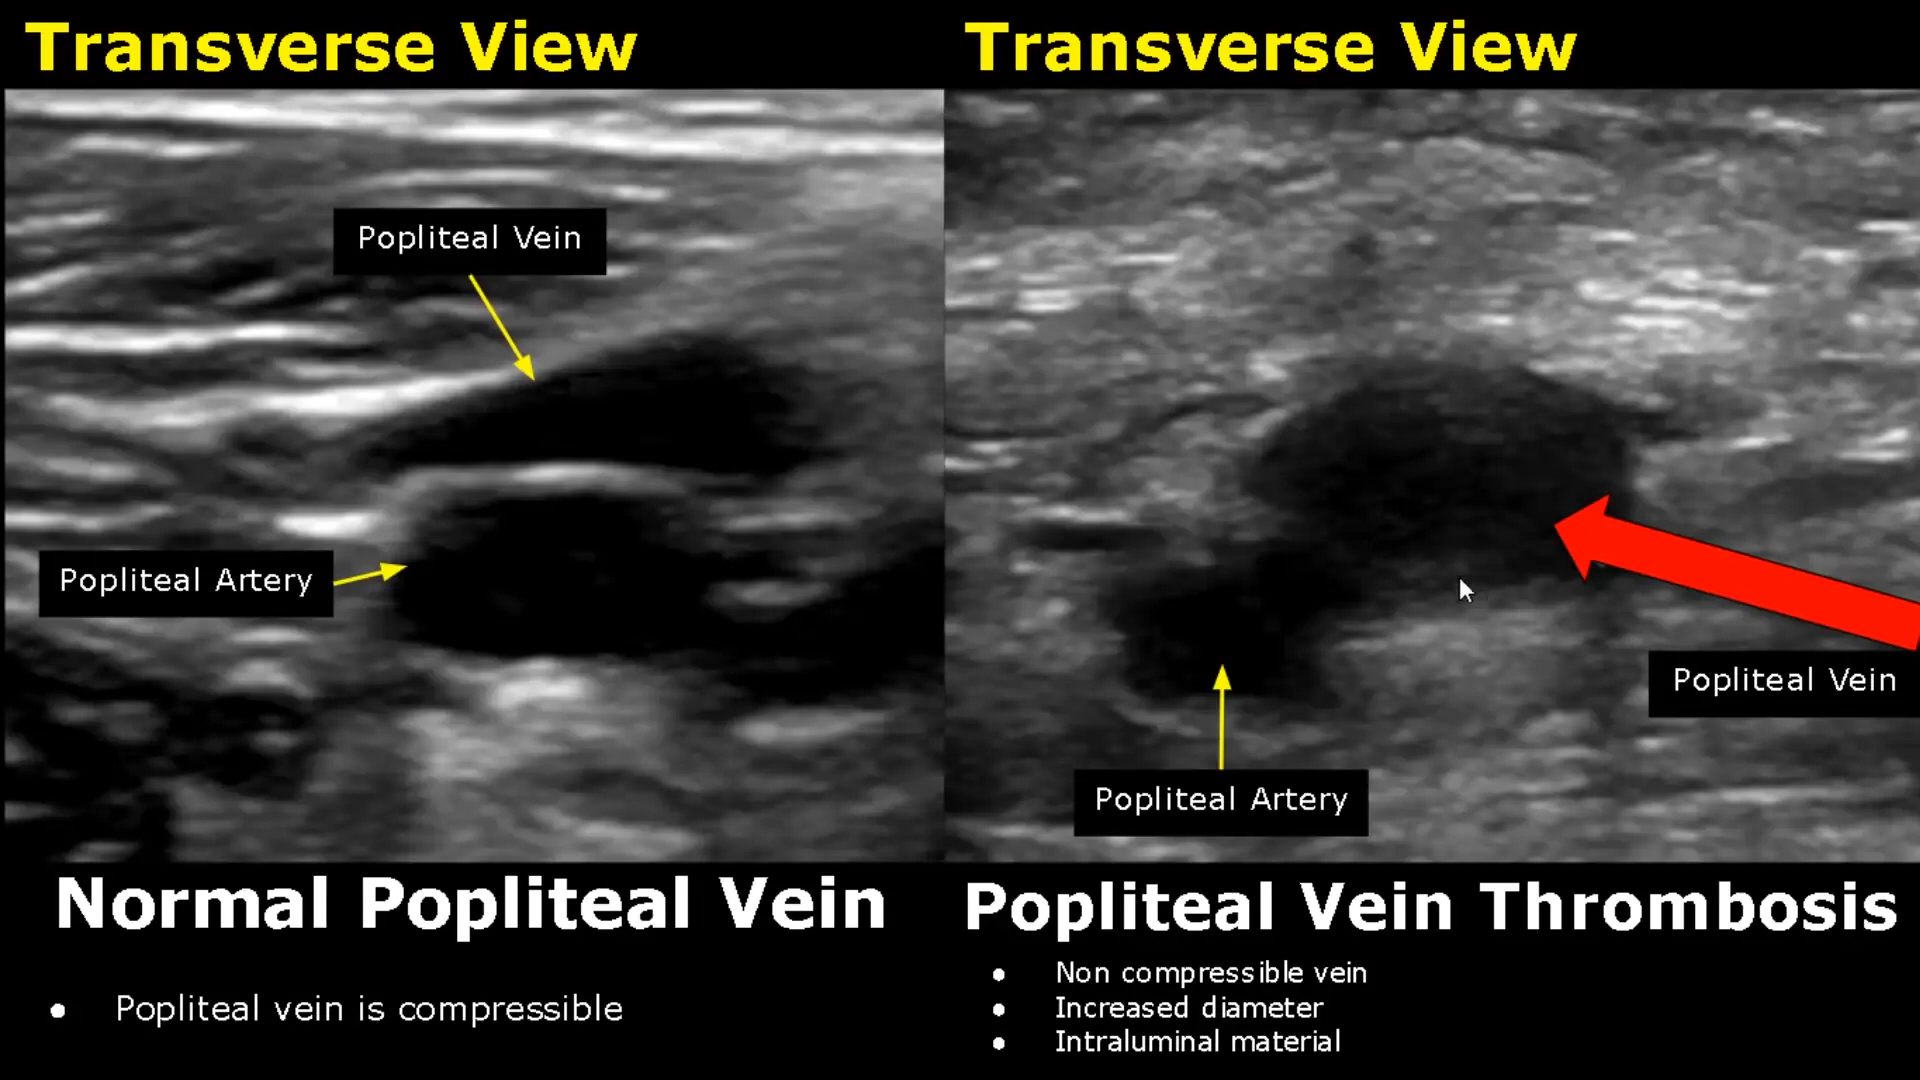 Transverse View
Popliteal Vein
Popliteal Artery
Normal Popliteal Vein
• Popliteal vein is compressible
Transverse View
Popliteal Vein
Popliteal Artery
Popliteal Vein Thrombosis
• Non compressible vein
• Increased diameter
• Intraluminal material